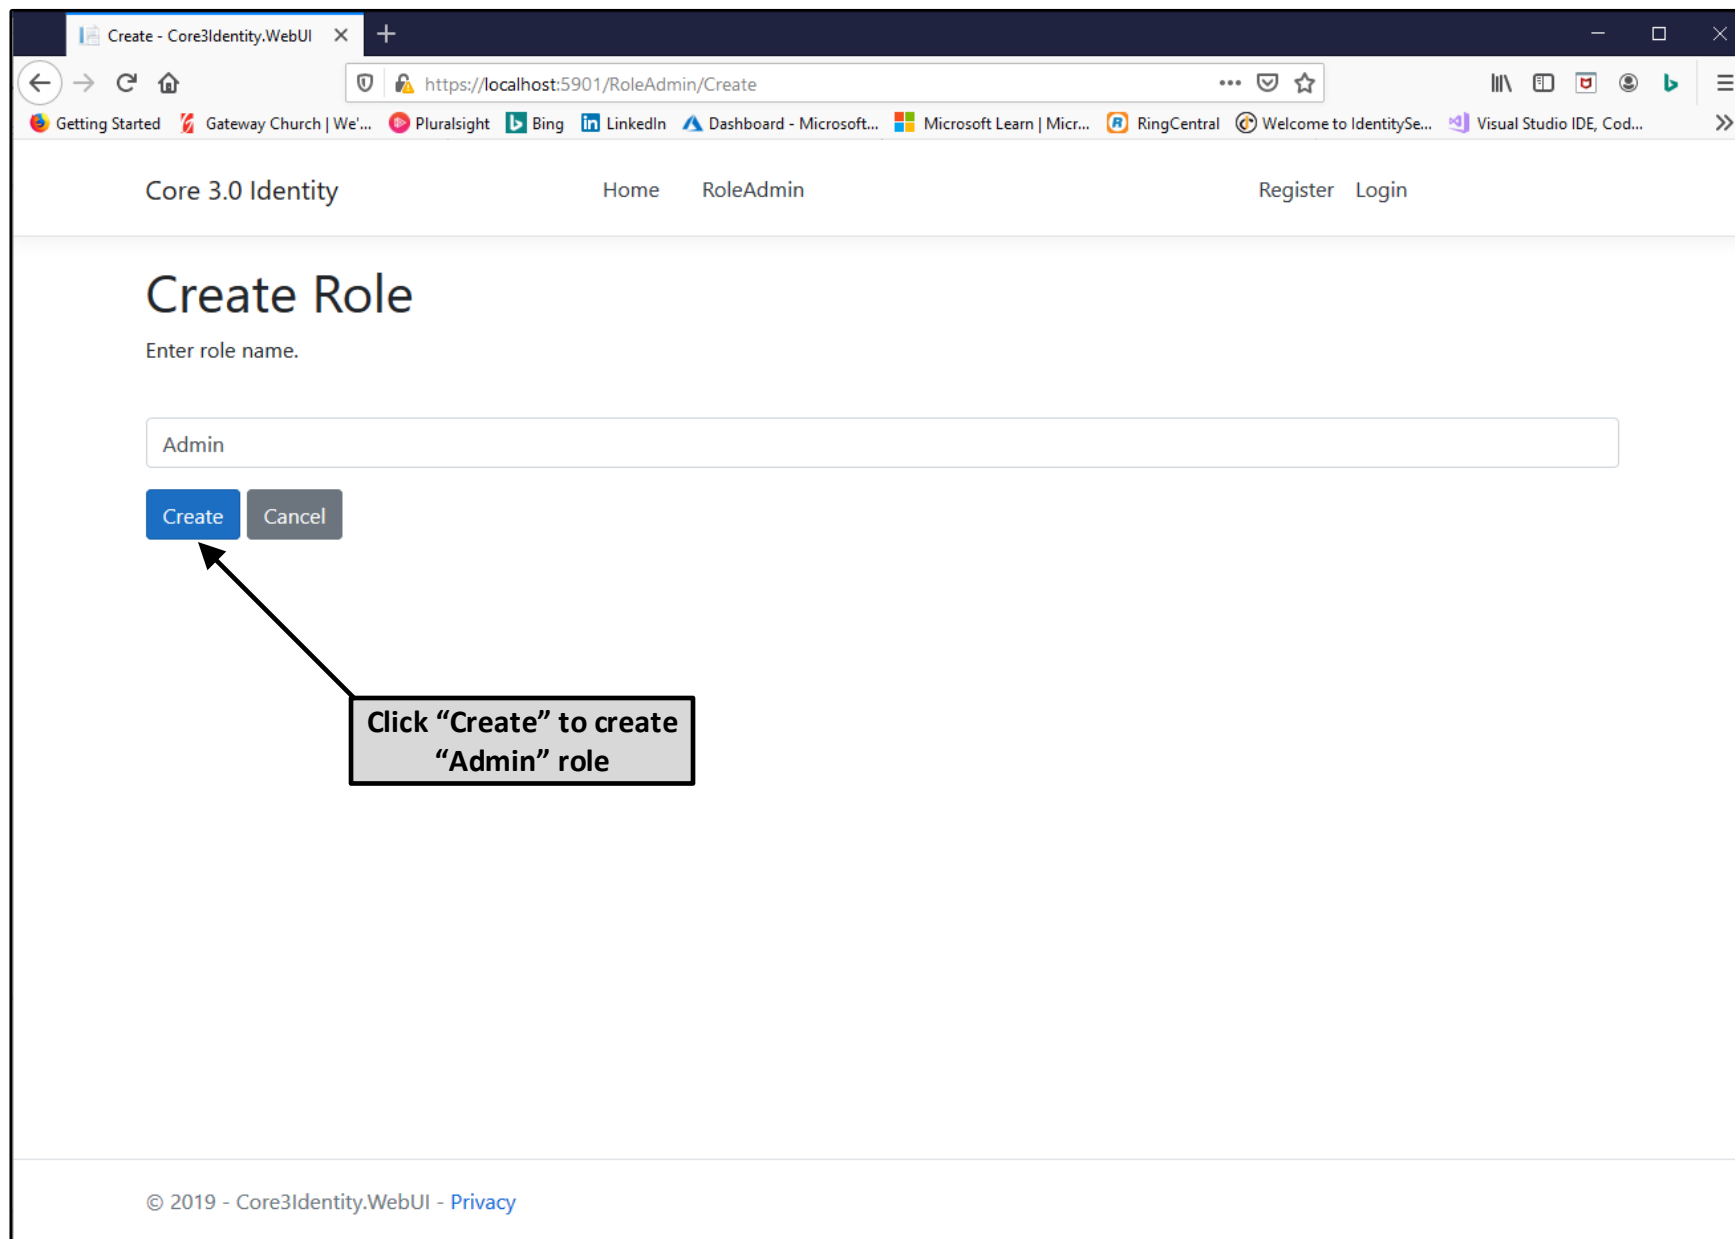 Create - Core3Identity.WebUI
https://localhost:5901/RoleAdmin/Create
Getting Started Gateway Church | We'... Pluralsight Bing LinkedIn Dashboard - Microsoft... Microsoft Learn | Micr... RingCentral Welcome to IdentitySe... Visual Studio IDE, Cod...
Core 3.0 Identity Home RoleAdmin Register Login
Create Role
Enter role name.
Admin
Create Cancel
Click “Create” to create
“Admin” role
© 2019 - Core3Identity.WebUI - Privacy